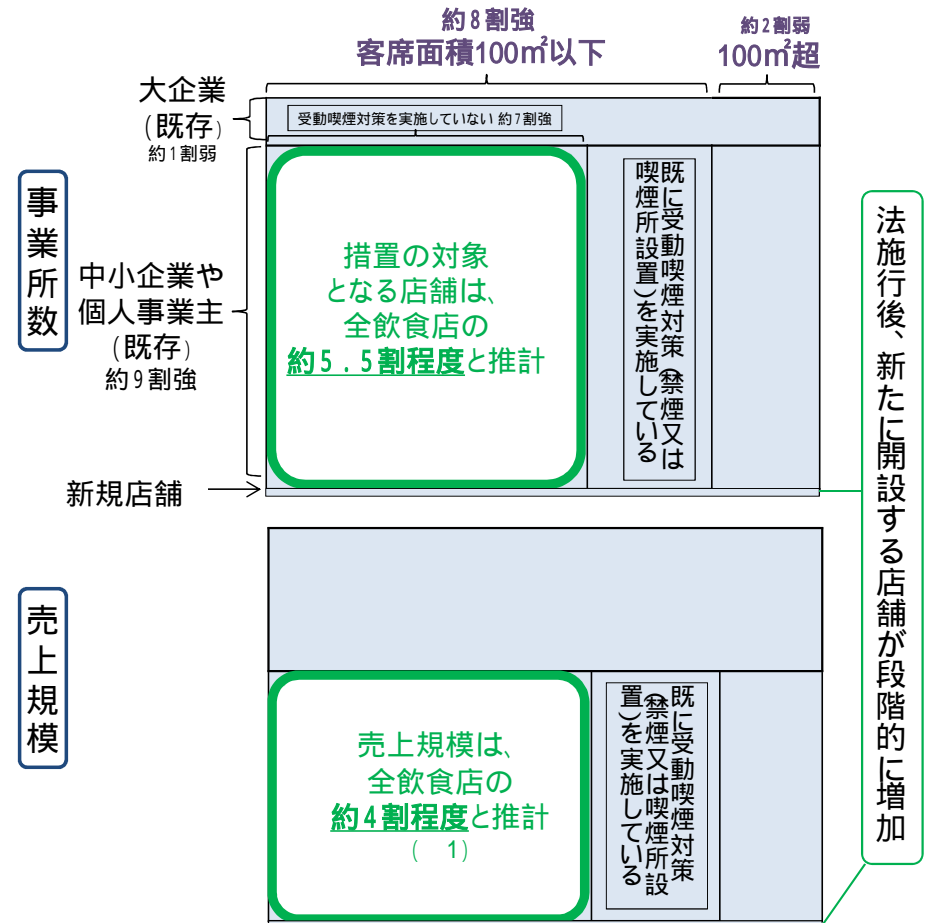 約8割強
客席面積100㎡以下
約2割弱
100㎡超
大企業
(既存)
約1割弱
受動喫煙対策を実施していない 約7割強
事業所数
中小企業や
個人事業主
(既存)
約9割強
措置の対象
となる店舗は、
全飲食店の
約5.5割程度と推計
既に受動喫煙対策(禁煙又は
喫煙所設置)を実施している
新規店舗
法施行後、新たに開設する店舗が段階的に増加
売上規模
売上規模は、
全飲食店の
約4割程度と推計
( 1)
既に受動喫煙対策
(禁煙又は喫煙所設
置)を実施している